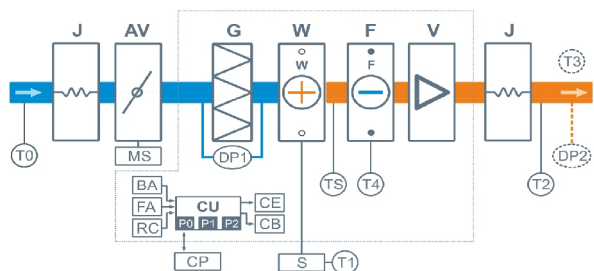 J AV G W F V J
W F T3
T0 MS DP1 TS T4 T2 DP2
BA CU CE
FA
RC P0 P1 P2 CB
CP S T1